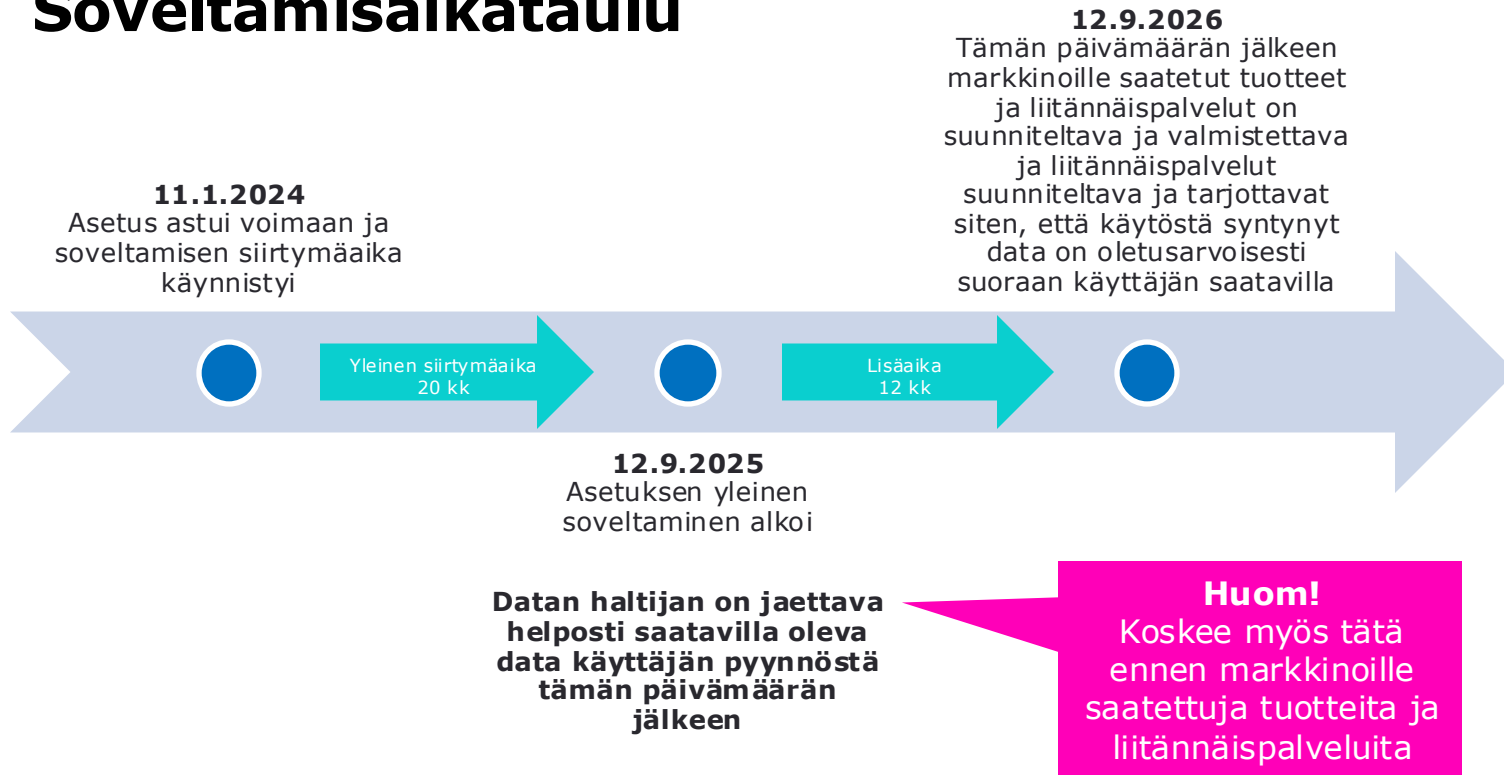 Soveltamisaikataulu
12.9.2026
Tämän päivämäärän jälkeen
markkinoille saatetut tuotteet
ja liitännäispalvelut on
suunniteltava ja valmistettava
ja liitännäispalvelut
suunniteltava ja tarjottavat
siten, että käytöstä syntynyt
data on oletusarvoisesti
suoraan käyttäjän saatavilla
11.1.2024
Asetus astui voimaan ja
soveltamisen siirtymäaika
käynnistyi
Yleinen siirtymäaika
20 kk
Lisäaika
12 kk
12.9.2025
Asetuksen yleinen
soveltaminen alkoi
Datan haltijan on jaettava
helposti saatavilla oleva
data käyttäjän pyynnöstä
tämän päivämäärän
jälkeen
Huom!
Koskee myös tätä
ennen markkinoille
saatettuja tuotteita ja
liitännäispalveluita